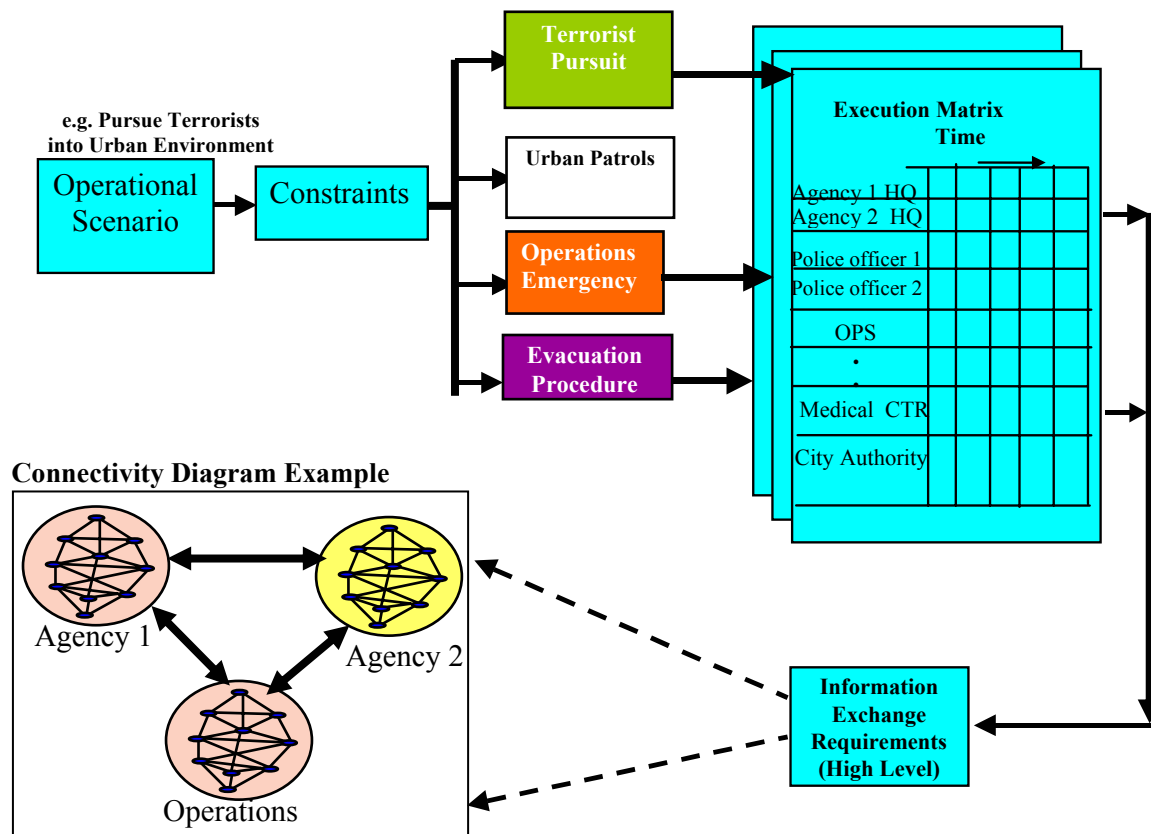 Terrorist
Pursuit
e.g. Pursue Terrorists
into Urban Environment
Operational
Scenario
Constraints
Urban Patrols
Operations
Emergency
Evacuation
Procedure
Execution Matrix
Time
Agency 1 HQ
Agency 2 HQ
Police officer 1
Police officer 2
OPS
.
.
Medical CTR
City Authority
Connectivity Diagram Example
Agency 1
Agency 2
Operations
Information
Exchange
Requirements
(High Level)